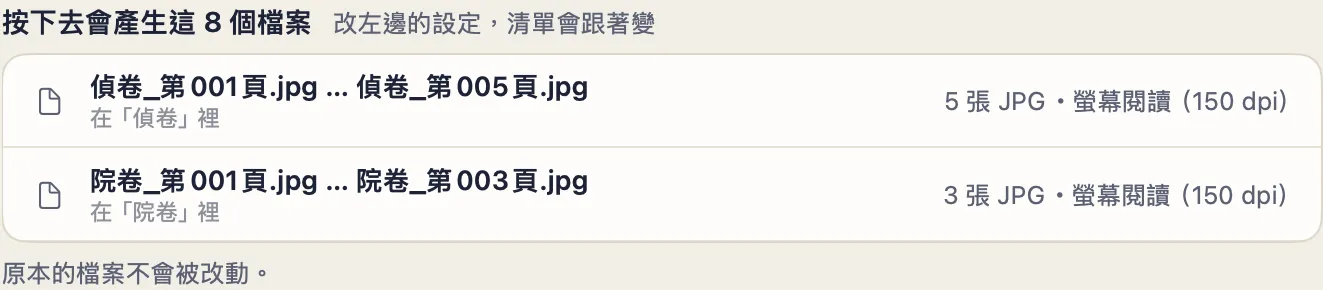 按下去會產生這 8 個檔案 改左邊的設定，清單會跟著變
偵卷_第001頁.jpg ... 偵卷_第005頁.jpg
在「偵卷」裡
5 張 JPG・螢幕閱讀（150 dpi）
院卷_第001頁.jpg ... 院卷_第003頁.jpg
在「院卷」裡
3 張 JPG・螢幕閱讀（150 dpi）
原本的檔案不會被改動。